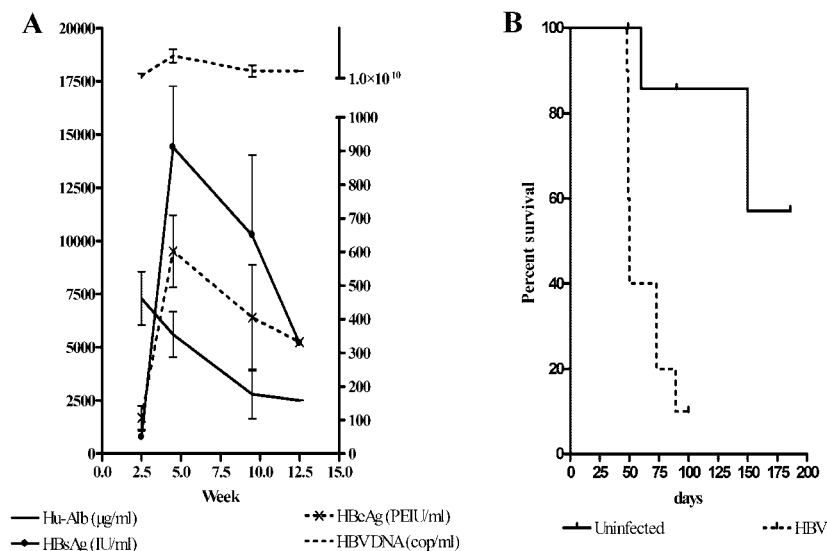 A
20000
17500
15000
12500
10000
7500
5000
2500
0
0.0 2.5 5.0 7.5 10.0 12.5 15.0
Week
1.0×10 10
1000
900
800
700
600
500
400
300
200
100
0
Hu-Alb (µg/ml)
HBsAg (IU/ml)
HBeAg (PEIU/ml)
HBVDNA (cop/ml)
B
100
80
60
40
20
0
Percent survival
0 25 50 75 100 125 150 175 200
days
Uninfected
HBV